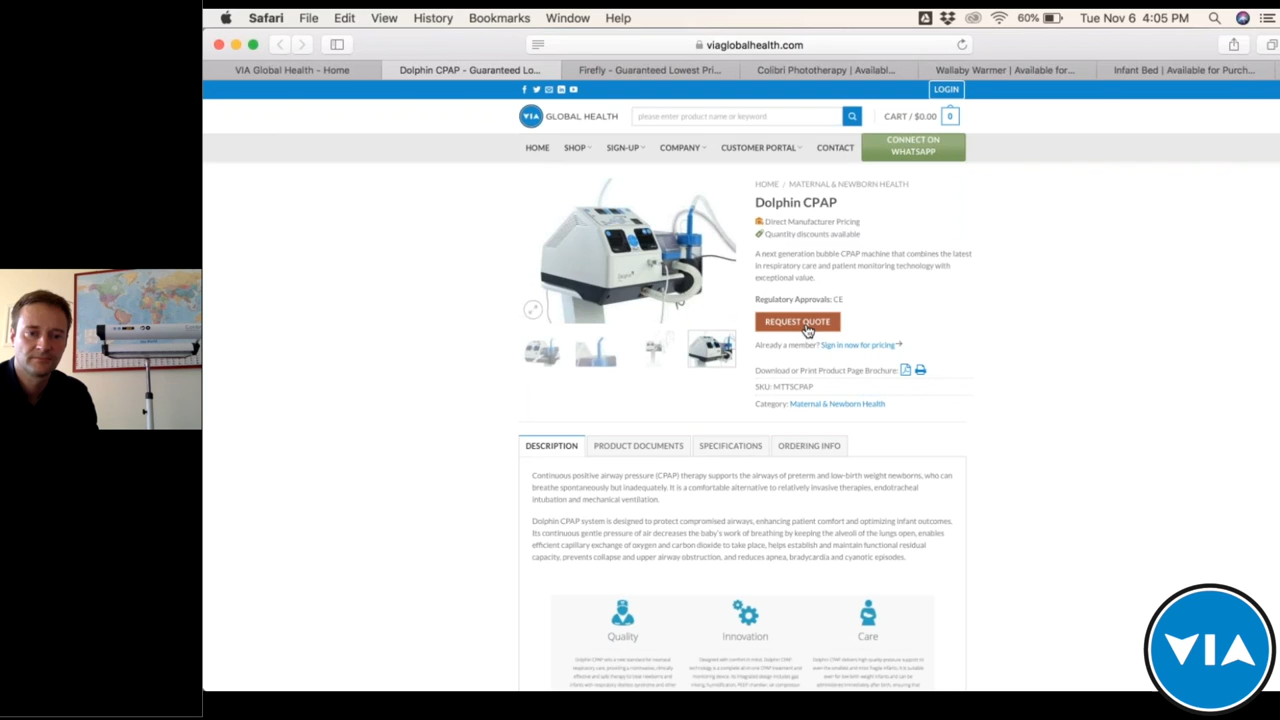 Safari File Edit View History Bookmarks Window Help
60% Tue Nov 6 4:05 PM
viaglobalhealth.com
VIA Global Health - Home
Dolphin CPAP - Guaranteed Lo...
Firefly - Guaranteed Lowest Pri...
Colibri Phototherapy | Availabl...
Wallaby Warmer | Available for...
Infant Bed | Available for Purch...
LOGIN
VIA GLOBAL HEALTH
please enter product name or keyword
CART / $0.00 0
HOME SHOP SIGN-UP COMPANY CUSTOMER PORTAL CONTACT
CONNECT ON
WHATSAPP
HOME / MATERNAL & NEWBORN HEALTH
Dolphin CPAP
Direct Manufacturer Pricing
Quantity discounts available
A next generation bubble CPAP machine that combines the latest
in respiratory care and patient monitoring technology with
exceptional value.
Regulatory Approvals: CE
REQUEST QUOTE
Already a member? Sign in now for pricing
Download or Print Product Page Brochure:
SKU: MTTSCPAP
Category: Maternal & Newborn Health
DESCRIPTION PRODUCT DOCUMENTS SPECIFICATIONS ORDERING INFO
Continuous positive airway pressure (CPAP) therapy supports the airways of preterm and low-birth weight newborns, who can
breathe spontaneously but inadequately. It is a comfortable alternative to relatively invasive therapies, endotracheal
intubation and mechanical ventilation.
Dolphin CPAP system is designed to protect compromised airways, enhancing patient comfort and optimizing infant outcomes.
Its continuous gentle pressure of air decreases the baby's work of breathing by keeping the alveoli of the lungs open, enables
efficient capillary exchange of oxygen and carbon dioxide to take place, helps establish and maintain functional residual
capacity, prevents collapse and upper airway obstruction, and reduces apnea, bradycardia and cyanotic episodes.
Quality
Innovation
Care
VIA